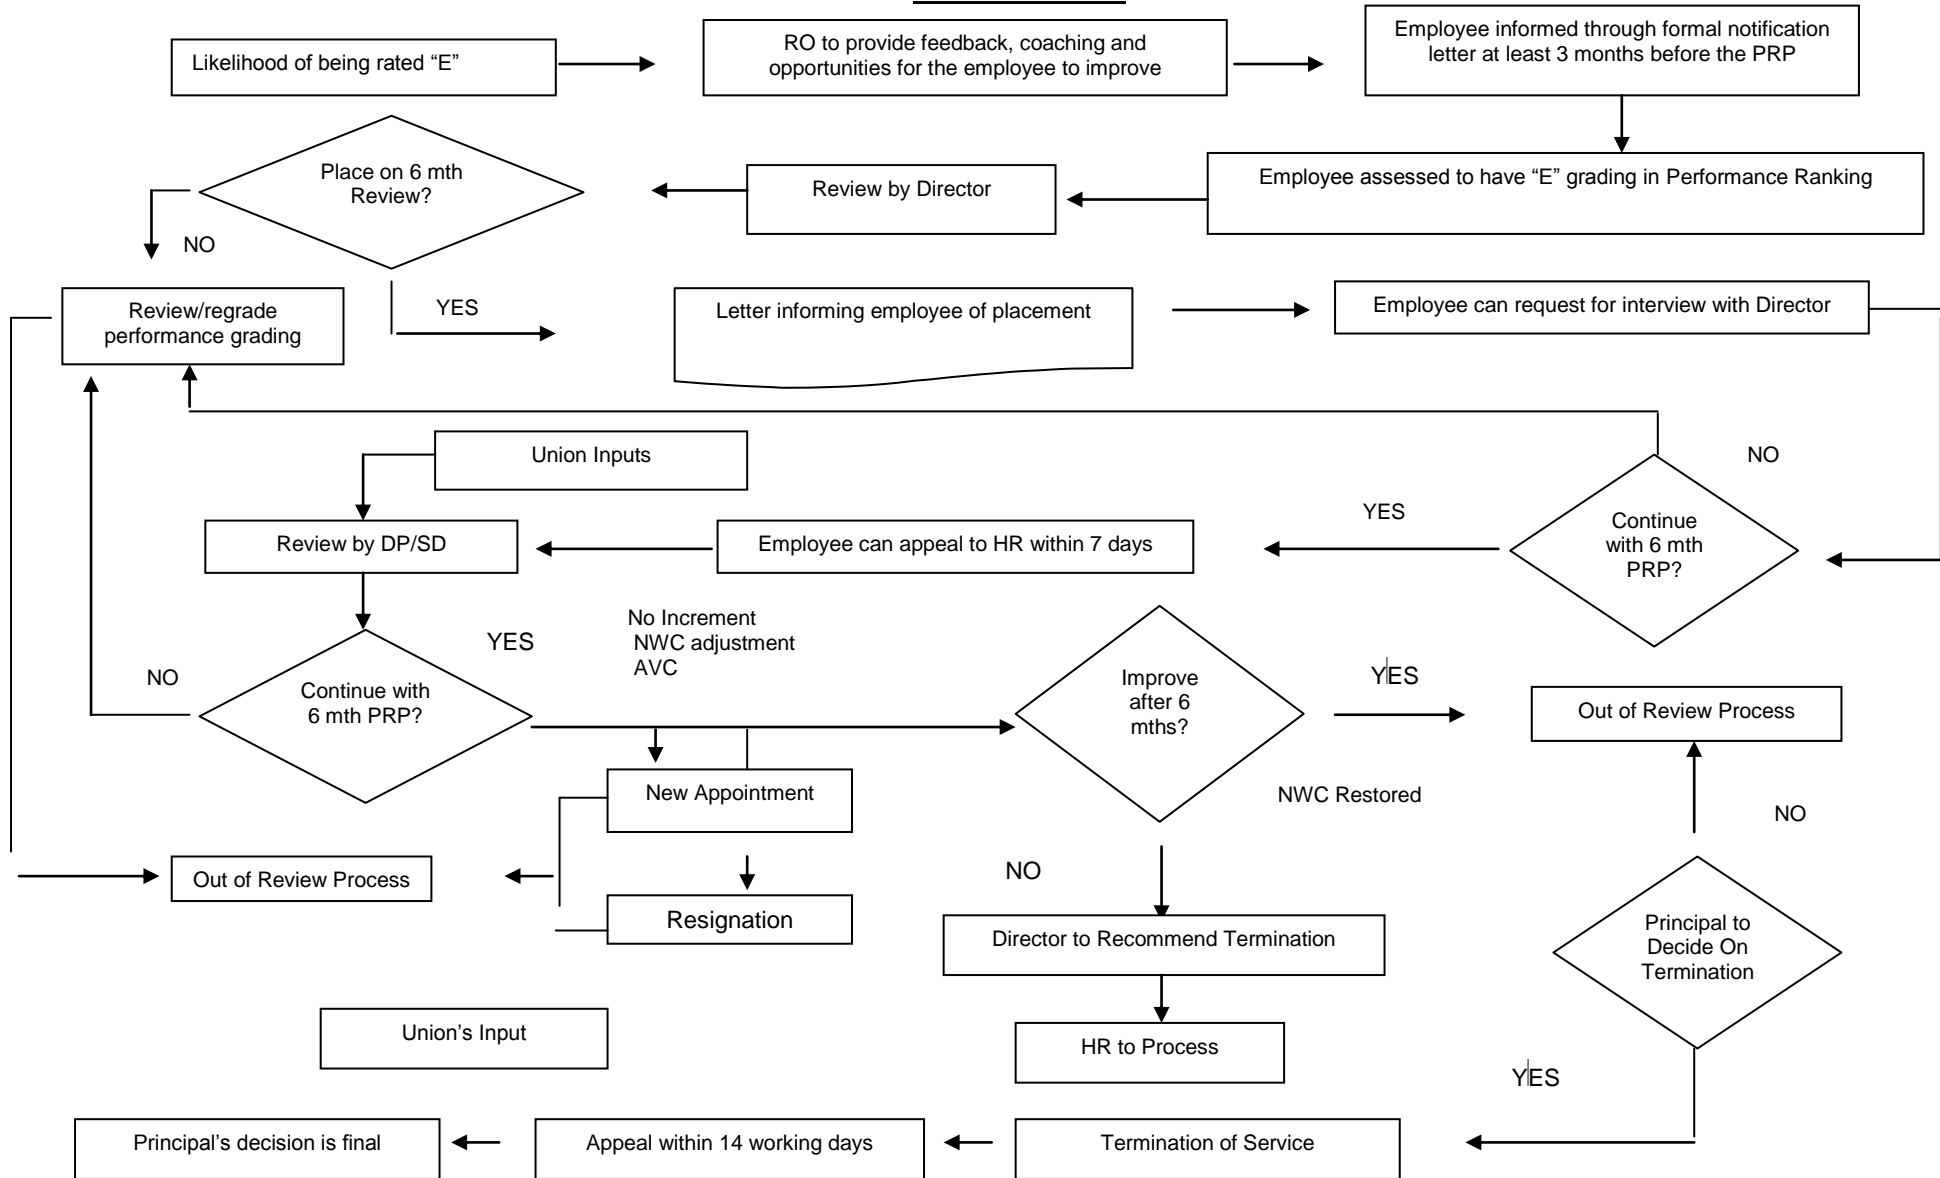 Likelihood of being rated “E”
RO to provide feedback, coaching and
opportunities for the employee to improve
Employee informed through formal notification
letter at least 3 months before the PRP
Place on 6 mth
Review?
Review by Director
Employee assessed to have “E” grading in Performance Ranking
NO
YES
Review/regrade
performance grading
Letter informing employee of placement
Employee can request for interview with Director
Union Inputs
NO
YES
Continue
with 6 mth
PRP?
Review by DP/SD
Employee can appeal to HR within 7 days
No Increment
NWC adjustment
AVC
YES
NO
Continue with
6 mth PRP?
Improve
after 6
mths?
YES
Out of Review Process
New Appointment
NWC Restored
NO
Out of Review Process
NO
Resignation
Director to Recommend Termination
Principal to
Decide On
Termination
Union’s Input
HR to Process
YES
Principal’s decision is final
Appeal within 14 working days
Termination of Service